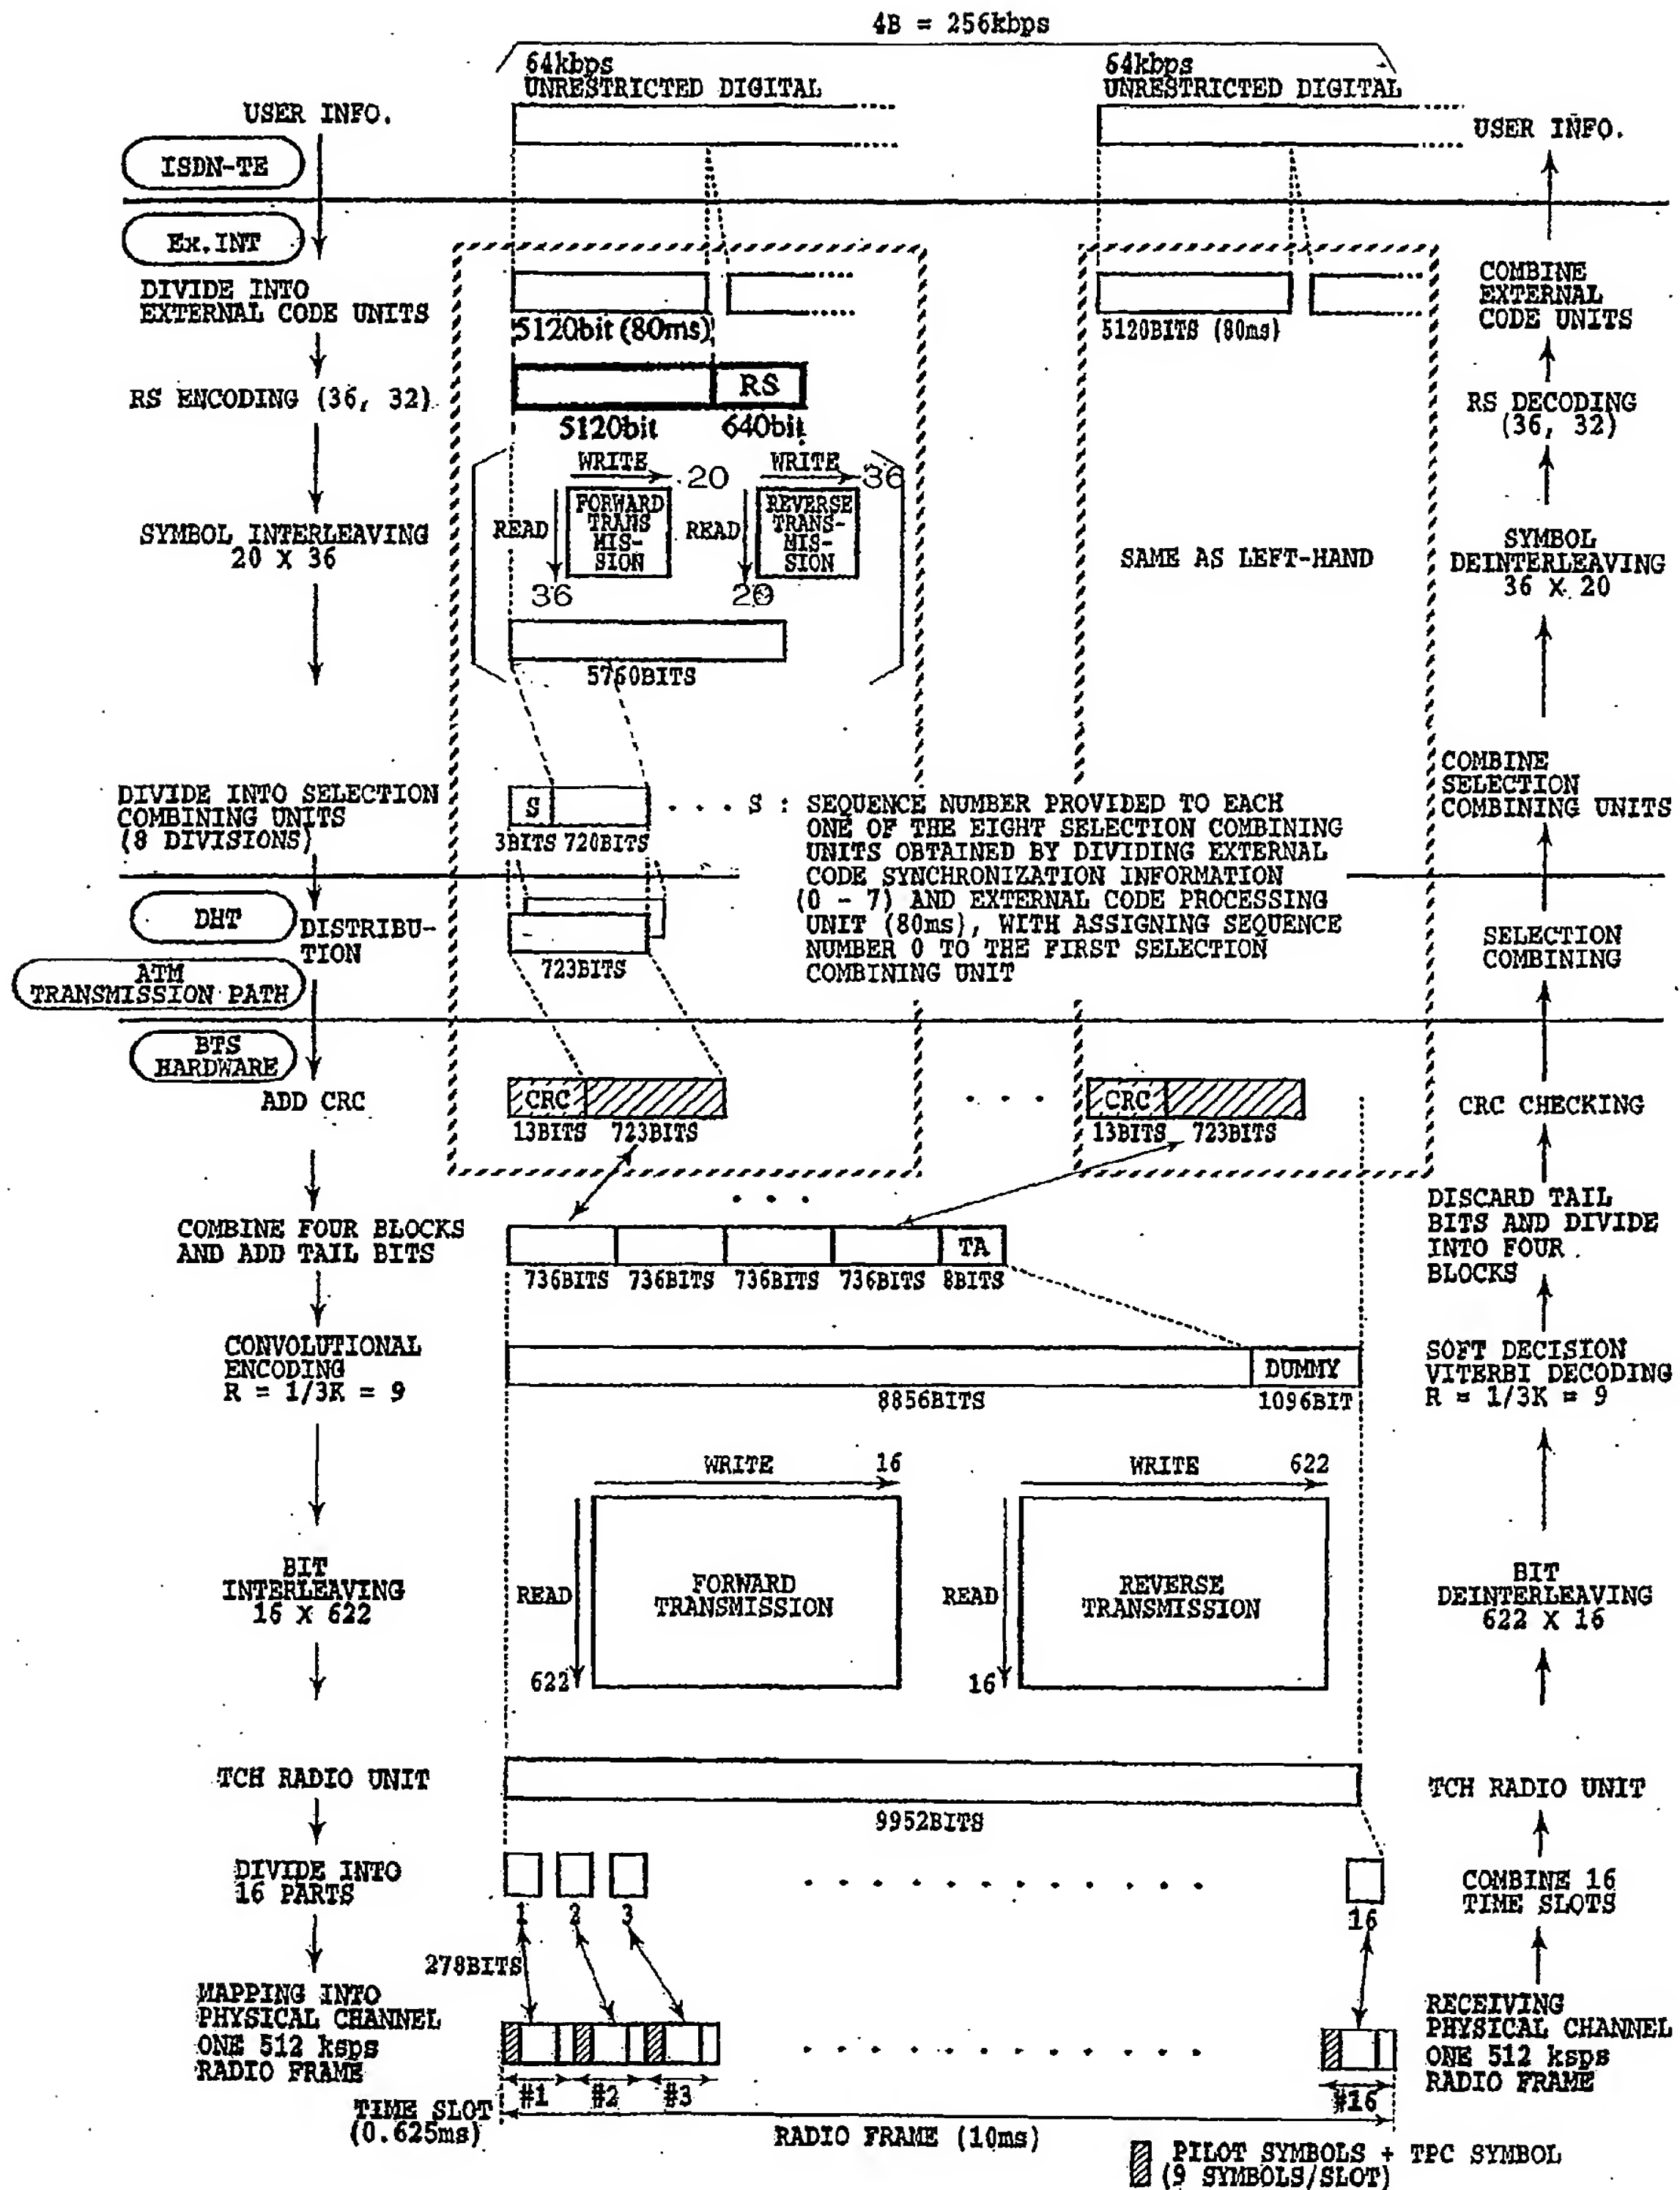 4B = 256kbps
64kbps
UNRESTRICTED DIGITAL
64kbps
UNRESTRICTED DIGITAL
USER INFO.
USER INFO.
ISDN-TE
Ex.INT
DIVIDE INTO
EXTERNAL CODE UNITS
5120bit (80ms)
5120BITS (80ms)
COMBINE
EXTERNAL
CODE UNITS
RS ENCODING (36, 32)
RS
5120bit
640bit
RS DECODING
(36, 32)
WRITE
20
WRITE
36
READ
FORWARD
TRANS
MIS-
SION
READ
REVERSE
TRANS-
MIS-
SION
36
20
SYMBOL INTERLEAVING
20 X 36
SAME AS LEFT-HAND
SYMBOL
DEINTERLEAVING
36 X 20
5760BITS
DIVIDE INTO SELECTION
COMBINING UNITS
(8 DIVISIONS)
S
3BITS
720BITS
S : SEQUENCE NUMBER PROVIDED TO EACH
ONE OF THE EIGHT SELECTION COMBINING
UNITS OBTAINED BY DIVIDING EXTERNAL
CODE SYNCHRONIZATION INFORMATION
(0 - 7) AND EXTERNAL CODE PROCESSING
UNIT (80ms), WITH ASSIGNING SEQUENCE
NUMBER 0 TO THE FIRST SELECTION
COMBINING UNIT
COMBINE
SELECTION
COMBINING UNITS
DHT
DISTRIBU-
TION
723BITS
SELECTION
COMBINING
ATM
TRANSMISSION PATH
BTS
HARDWARE
ADD CRC
CRC
13BITS
723BITS
CRC
13BITS
723BITS
CRC CHECKING
COMBINE FOUR BLOCKS
AND ADD TAIL BITS
TA
736BITS
736BITS
736BITS
736BITS
8BITS
DISCARD TAIL
BITS AND DIVIDE
INTO FOUR
BLOCKS
CONVOLUTIONAL
ENCODING
R = 1/3K = 9
DUMMY
8856BITS
1096BIT
SOFT DECISION
VITERBI DECODING
R = 1/3K = 9
WRITE
16
WRITE
622
BIT
INTERLEAVING
16 X 622
READ
FORWARD
TRANSMISSION
READ
REVERSE
TRANSMISSION
622
16
BIT
DEINTERLEAVING
622 X 16
TCH RADIO UNIT
9952BITS
TCH RADIO UNIT
DIVIDE INTO
16 PARTS
1
2
3
16
COMBINE 16
TIME SLOTS
278BITS
MAPPING INTO
PHYSICAL CHANNEL
ONE 512 ksps
RADIO FRAME
RECEIVING
PHYSICAL CHANNEL
ONE 512 ksps
RADIO FRAME
#1
#2
#3
#16
TIME SLOT
(0.625ms)
RADIO FRAME (10ms)
PILOT SYMBOLS + TPC SYMBOL
(9 SYMBOLS/SLOT)